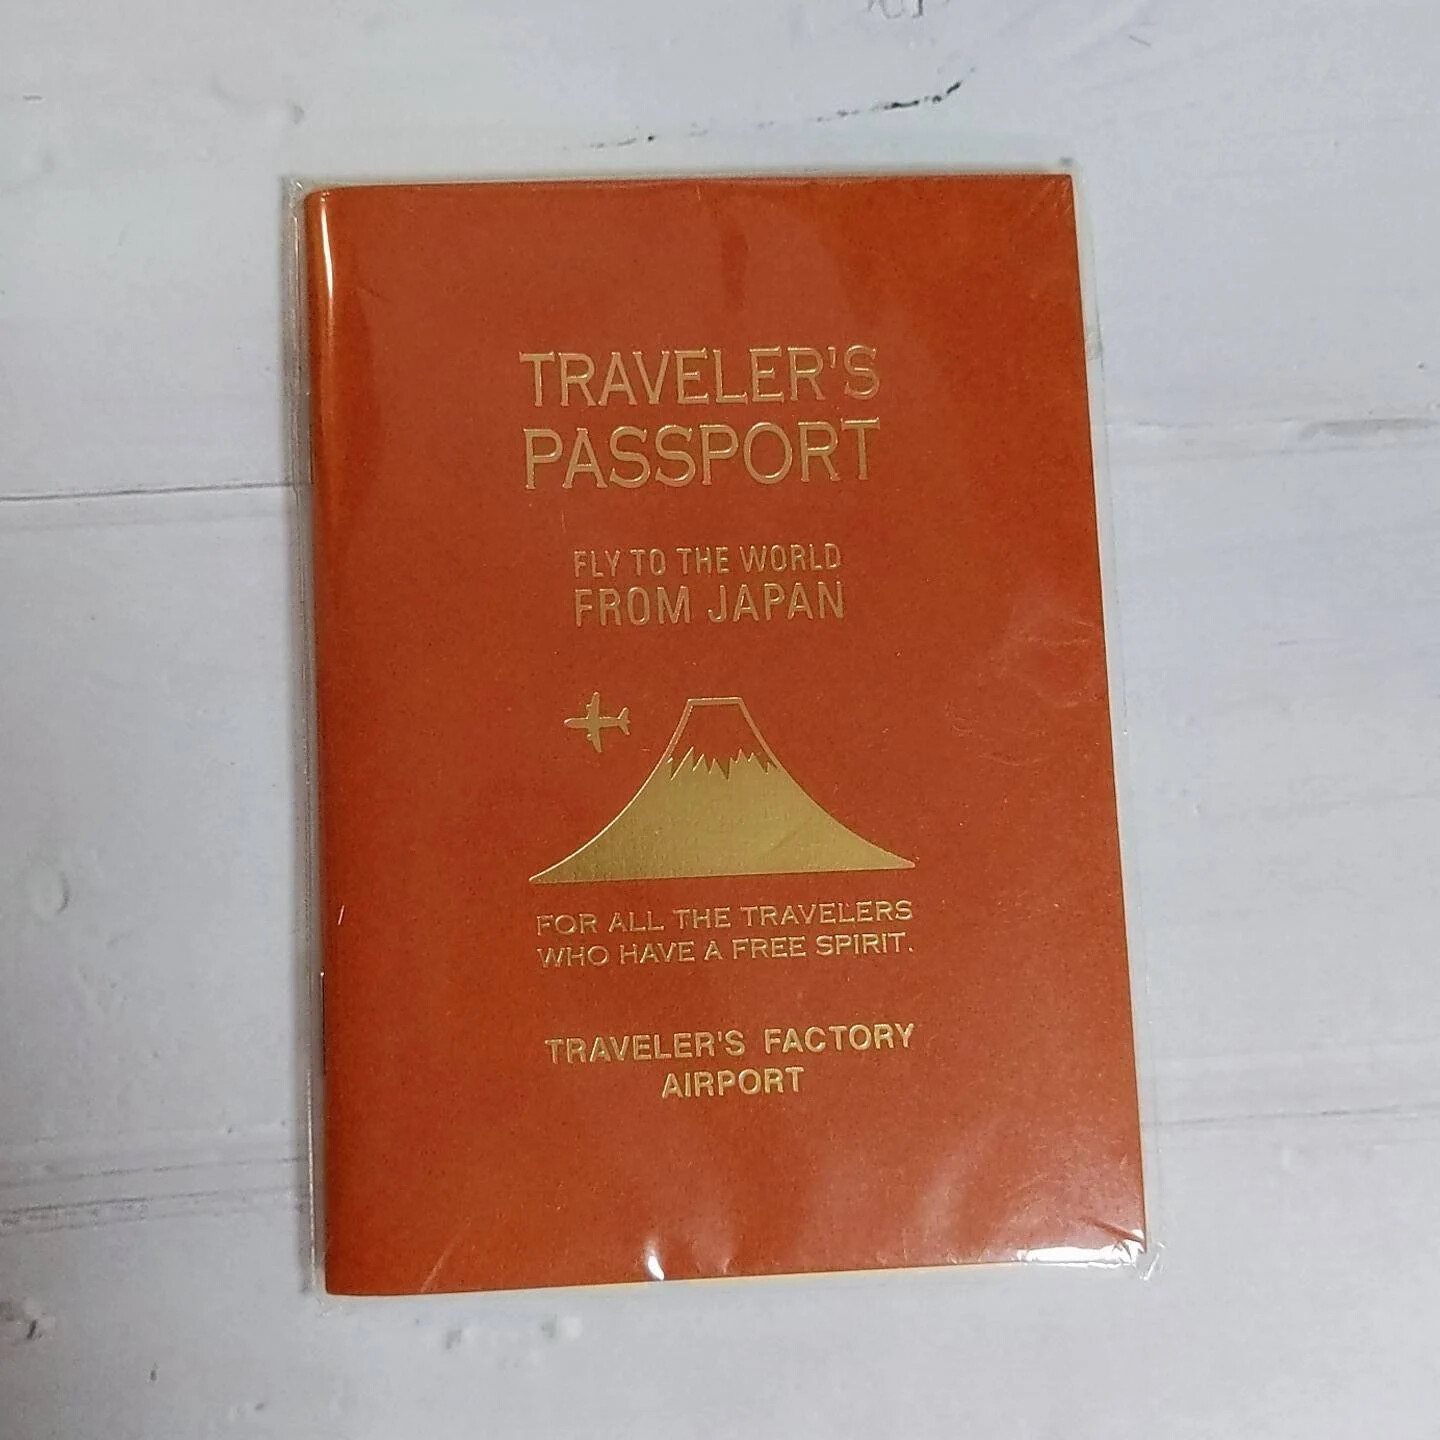 TRAVELER'S
PASSPORT
FLY TO THE WORLD
FROM JAPAN
FOR ALL THE TRAVELERS
WHO HAVE A FREE SPIRIT.
TRAVELER'S FACTORY
AIRPORT